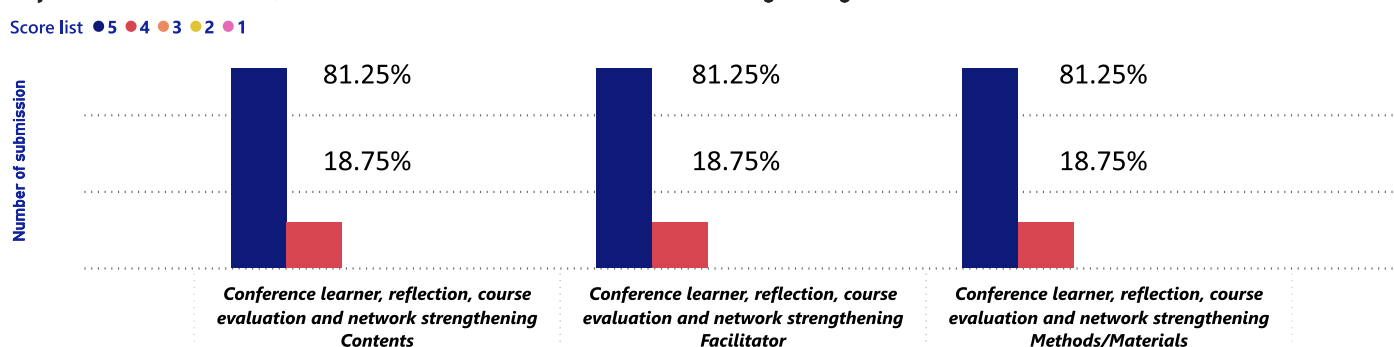 Score list 5 4 3 2 1
Number of submission
81.25%
18.75%
81.25%
18.75%
81.25%
18.75%
Conference learner, reflection, course
evaluation and network strengthening
Contents
Conference learner, reflection, course
evaluation and network strengthening
Facilitator
Conference learner, reflection, course
evaluation and network strengthening
Methods/Materials